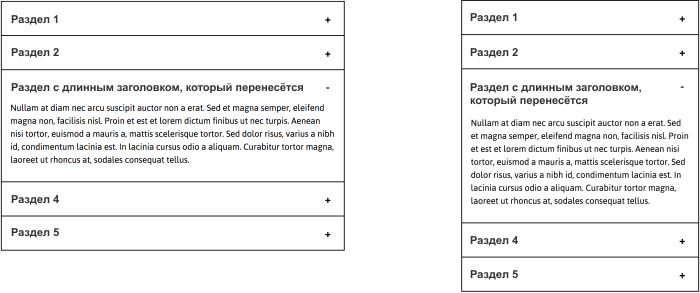 Раздел 1 +
Раздел 2 +
Раздел с длинным заголовком, который перенесётся -
Nullam at diam nec arcu suscipit auctor non a erat. Sed et magna semper, eleifend
magna non, facilisis nisl. Proin et est et lorem dictum finibus ut nec turpis. Aenean
nisi tortor, euismod a mauris a, mattis scelerisque tortor. Sed dolor risus, varius a nibh
id, condimentum lacinia est. In lacinia cursus odio a aliquam. Curabitur tortor magna,
laoreet ut rhoncus at, sodales consequat tellus.
Раздел 4 +
Раздел 5 +
Раздел 1 +
Раздел 2 +
Раздел с длинным заголовком, -
который перенесётся
Nullam at diam nec arcu suscipit auctor non a erat. Sed
et magna semper, eleifend magna non, facilisis nisl. Proin
et est et lorem dictum finibus ut nec turpis. Aenean nisi
tortor, euismod a mauris a, mattis scelerisque tortor. Sed
dolor risus, varius a nibh id, condimentum lacinia est. In
lacinia cursus odio a aliquam. Curabitur tortor magna,
laoreet ut rhoncus at, sodales consequat tellus.
Раздел 4 +
Раздел 5 +